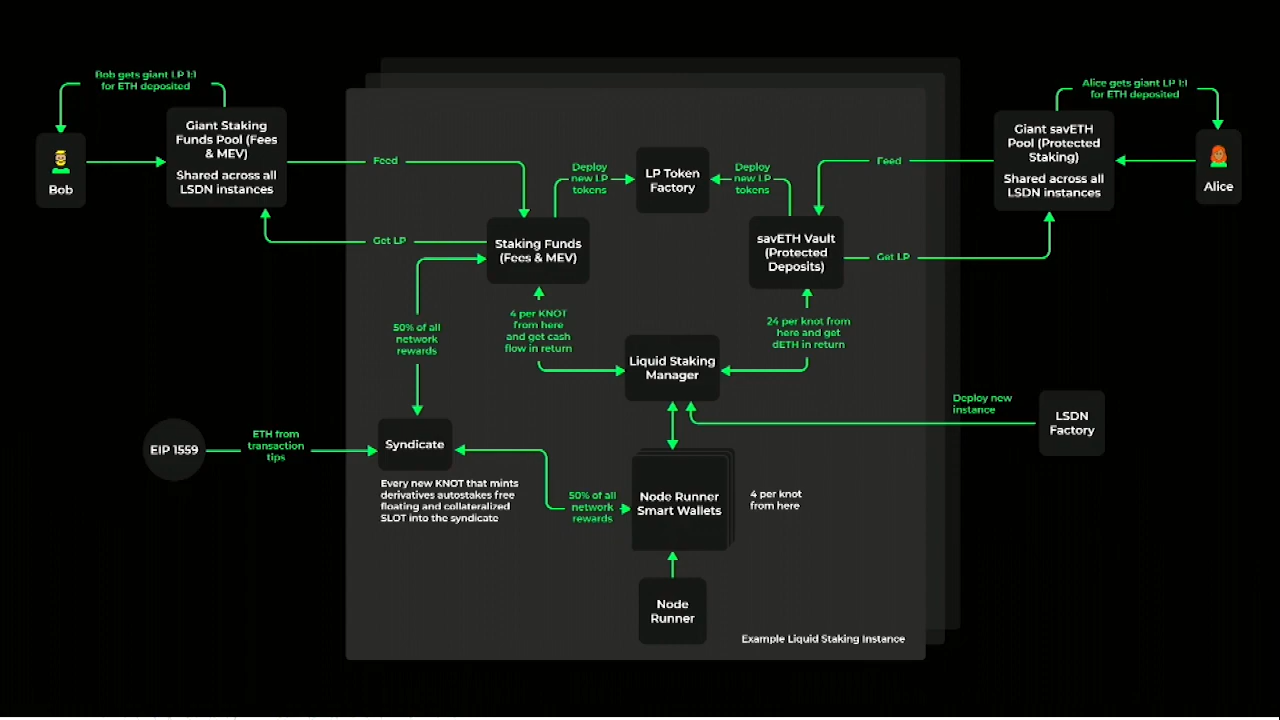 Bob gets giant LP 1:1
for ETH deposited
Alice gets giant LP 1:1
for ETH deposited
Giant Staking
Funds Pool (Fees
& MEV)
Shared across all
LSDN instances
Bob
Feed
Get LP
Deploy
new LP
tokens
LP Token
Factory
Deploy
new LP
tokens
Feed
Get LP
Giant savETH
Pool (Protected
Staking)
Shared across all
LSDN instances
Alice
Staking Funds
(Fees & MEV)
savETH Vault
(Protected
Deposits)
50% of all
network
rewards
4 per KNOT
from here
and get cash
flow in return
24 per knot from
here and get
dETH in return
Liquid Staking
Manager
Deploy new
instance
LSDN
Factory
EIP 1559
ETH from
transaction
tips
Syndicate
Every new KNOT that mints
derivatives autostakes free
floating and collateralized
SLOT into the syndicate
50% of all
network
rewards
Node Runner
Smart Wallets
4 per knot
from here
Node
Runner
Example Liquid Staking Instance